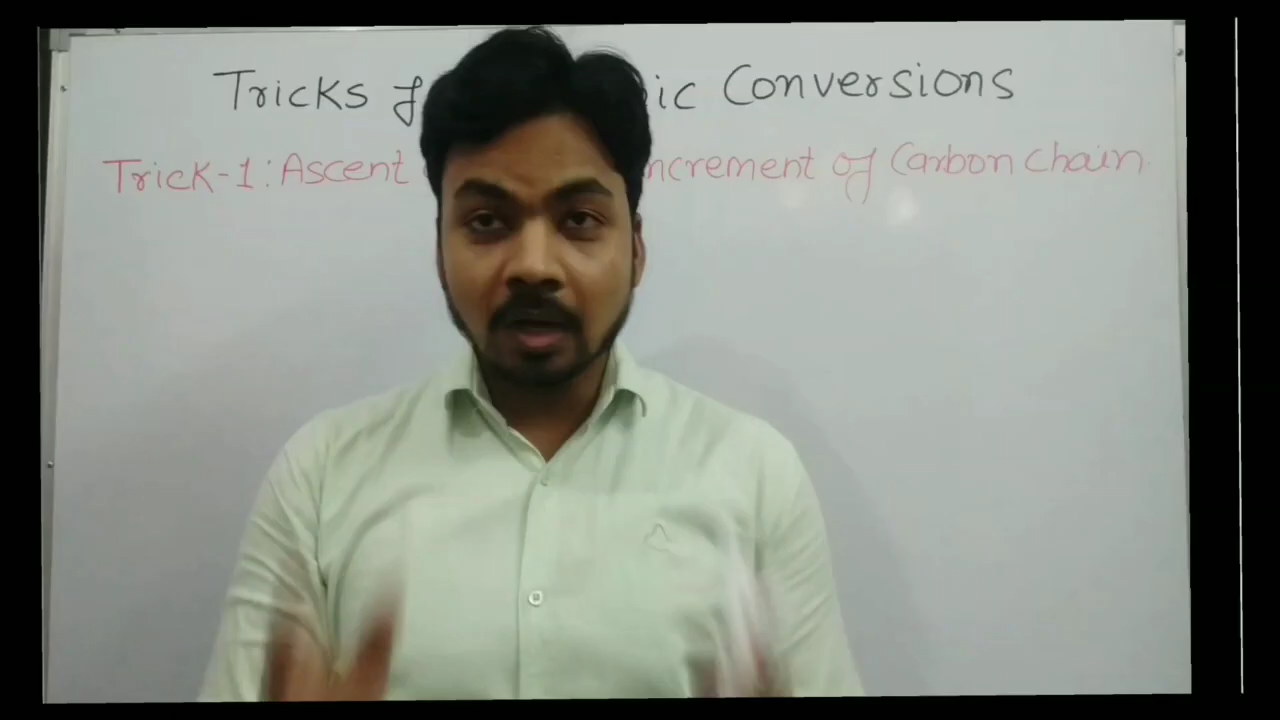 Tricks f ic Conversions
Trick-1: Ascent ncrement of Carbon chain.